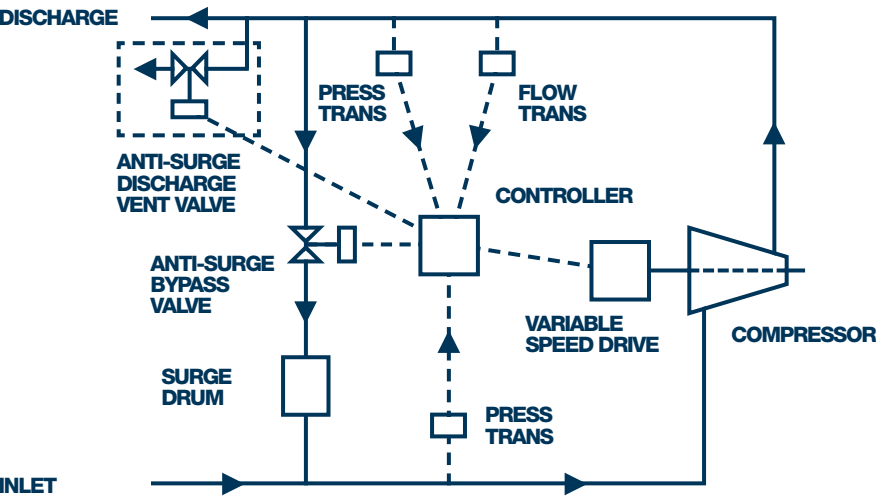 DISCHARGE
PRESS
TRANS
FLOW
TRANS
ANTI-SURGE
DISCHARGE
VENT VALVE
CONTROLLER
ANTI-SURGE
BYPASS
VALVE
VARIABLE
SPEED DRIVE
COMPRESSOR
SURGE
DRUM
PRESS
TRANS
INLET